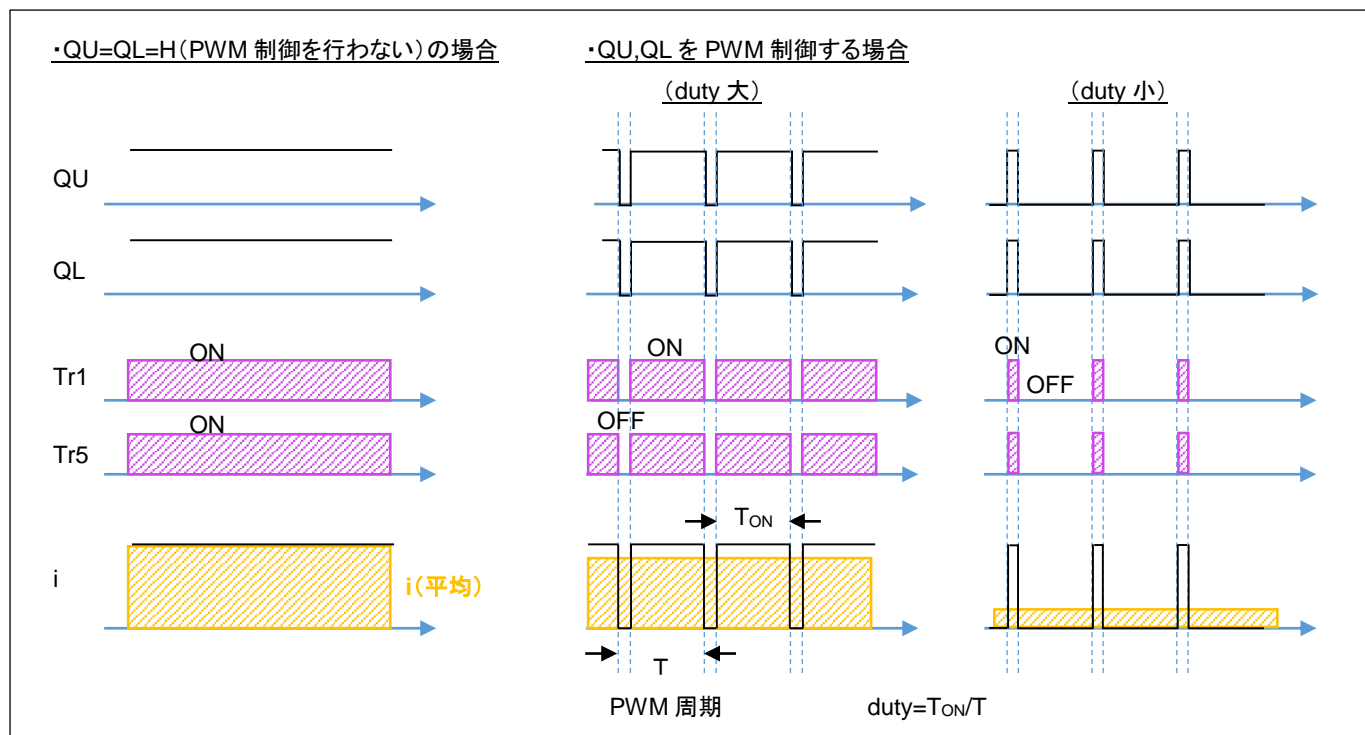 ・QU=QL=H(PWM 制御を行わない)の場合
・QU,QL を PWM 制御する場合
(duty 大)
(duty 小)
QU
QL
Tr1
ON
ON
ON
OFF
Tr5
ON
OFF
TON
i
i(平均)
T
PWM 周期
duty=TON/T